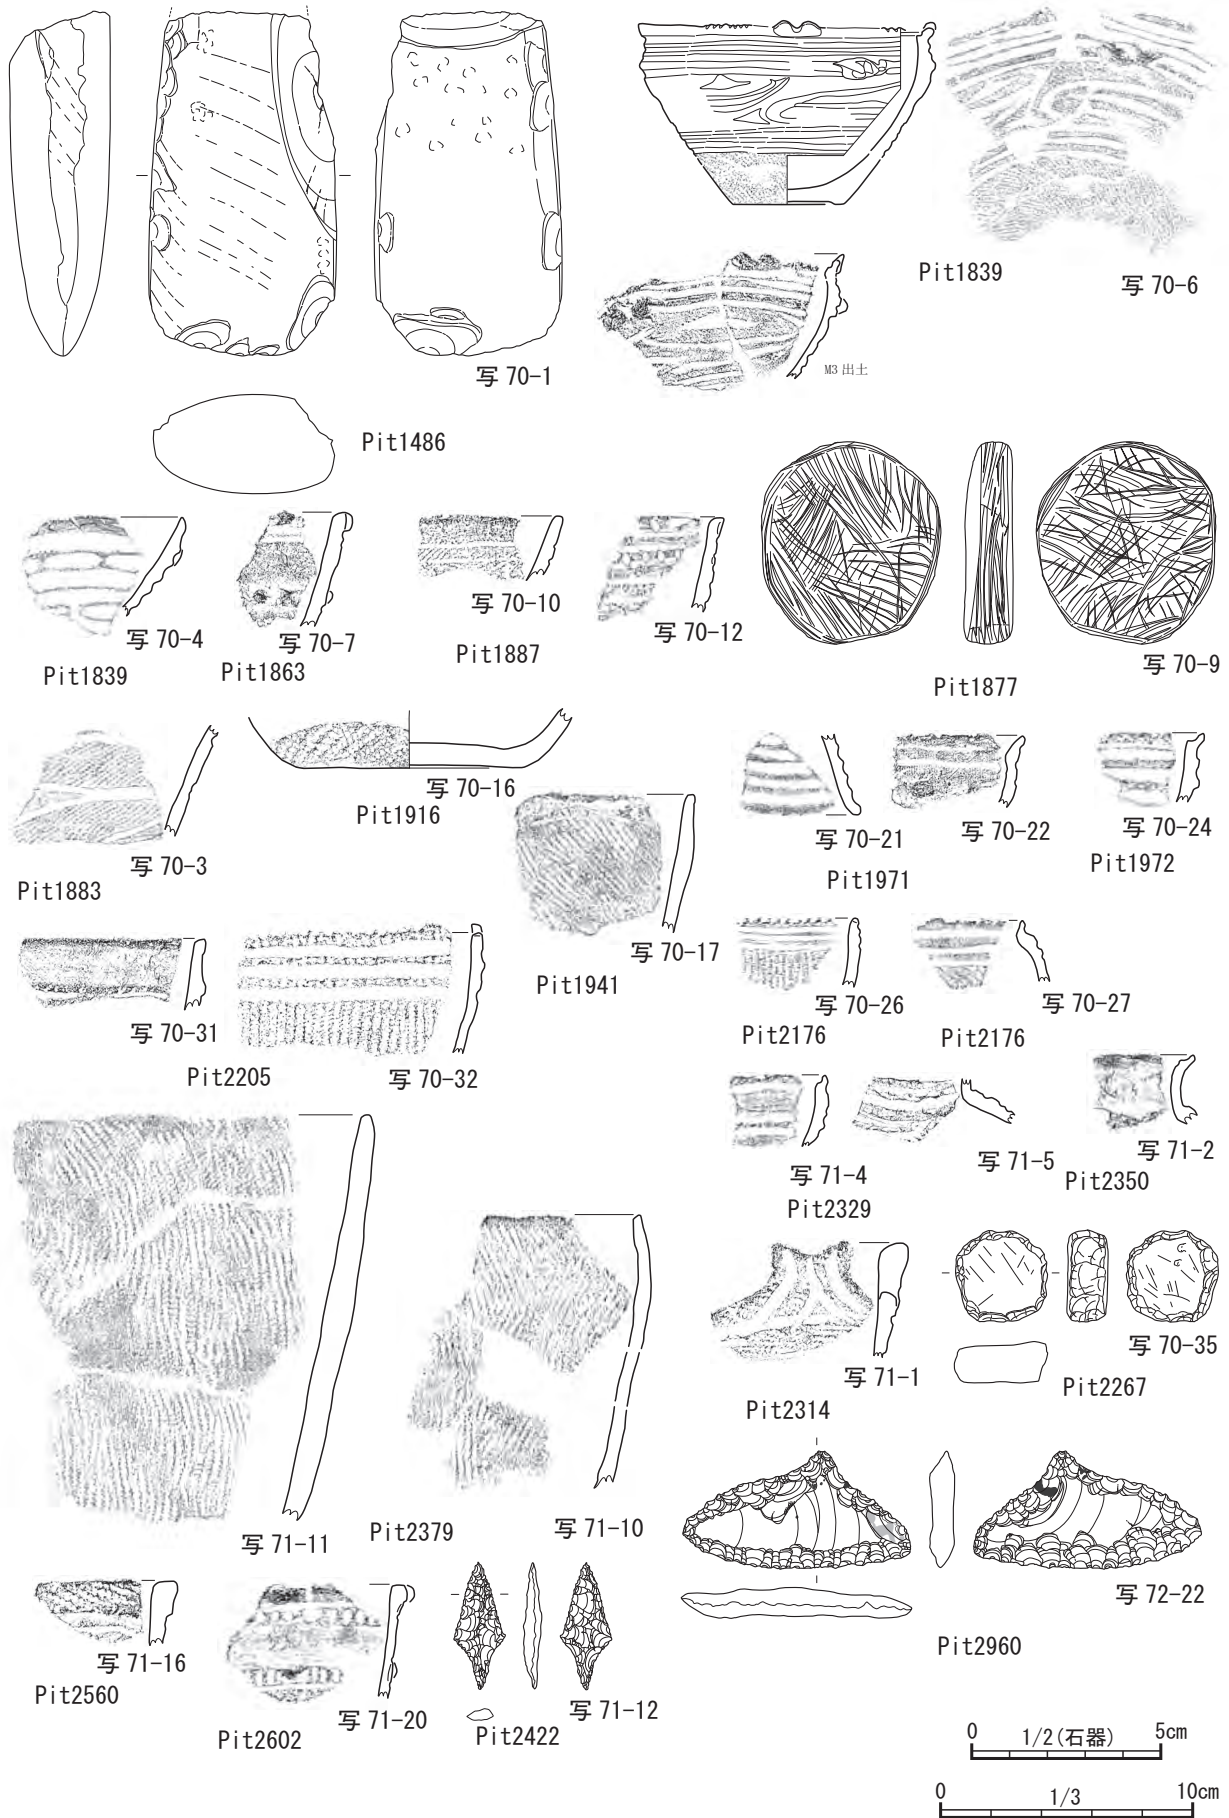 写 70-1
Pit1486
Pit1839
写 70-6
M3 出土
写 70-4
Pit1839
写 70-7
Pit1863
写 70-10
Pit1887
写 70-12
写 70-9
Pit1877
写 70-3
Pit1883
写 70-16
Pit1916
写 70-17
Pit1941
写 70-21
写 70-22
Pit1971
写 70-24
Pit1972
写 70-31
写 70-32
Pit2205
写 70-26
Pit2176
写 70-27
Pit2176
写 71-4
写 71-5
Pit2329
写 71-2
Pit2350
写 71-11
Pit2379
写 71-10
写 71-1
Pit2314
写 70-35
Pit2267
写 72-22
Pit2960
写 71-16
Pit2560
写 71-20
Pit2602
写 71-12
Pit2422
0 1/2(石器) 5cm
0 1/3 10cm